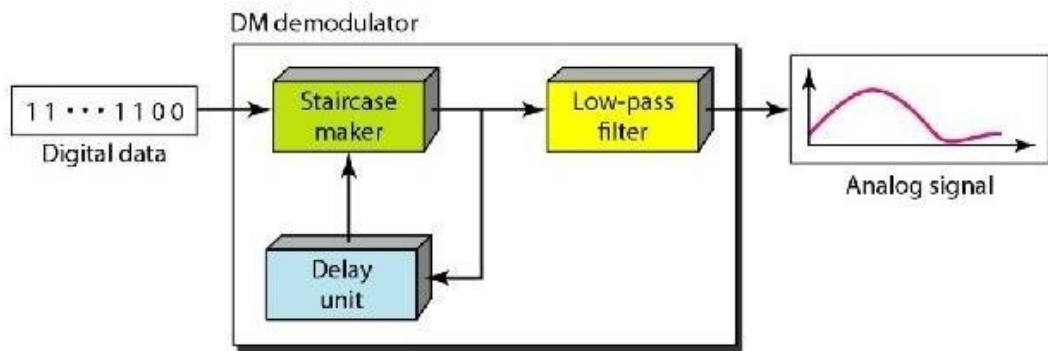 DM demodulator
11 • • • 1100
Digital data
Staircase
maker
Low-pass
filter
Analog signal
Delay
unit